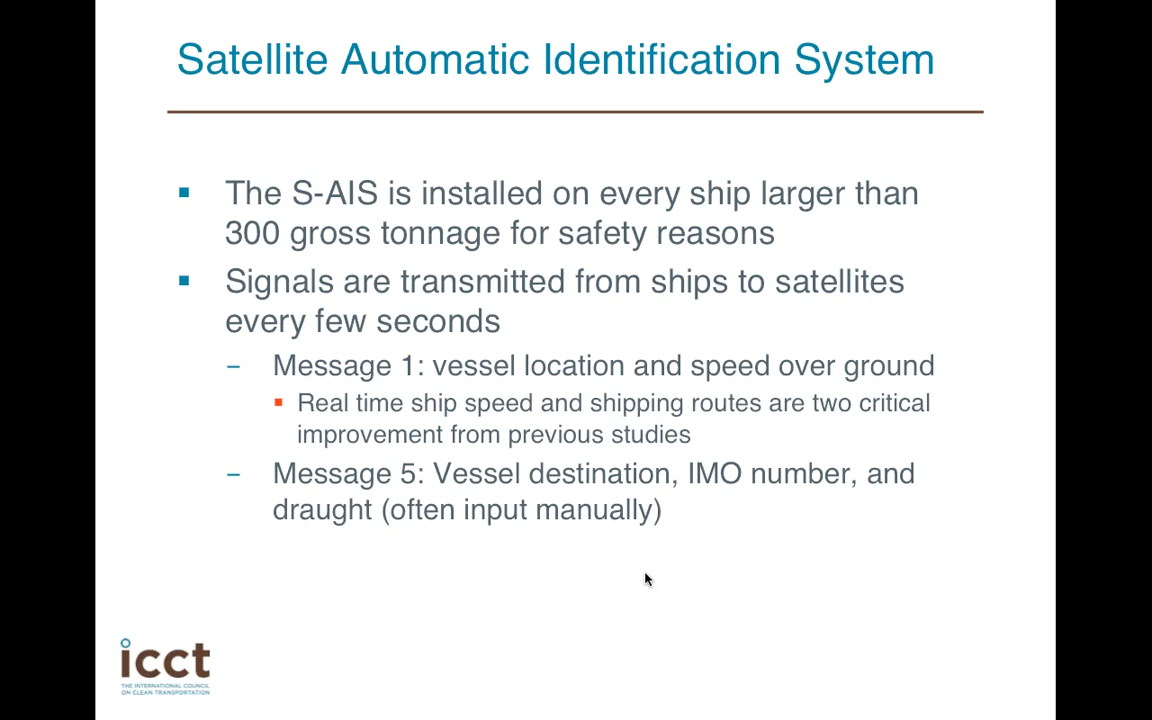 Satellite Automatic Identification System
▪ The S-AIS is installed on every ship larger than
300 gross tonnage for safety reasons
▪ Signals are transmitted from ships to satellites
every few seconds
– Message 1: vessel location and speed over ground
▪ Real time ship speed and shipping routes are two critical
improvement from previous studies
– Message 5: Vessel destination, IMO number, and
draught (often input manually)
icct
THE INTERNATIONAL COUNCIL
ON CLEAN TRANSPORTATION